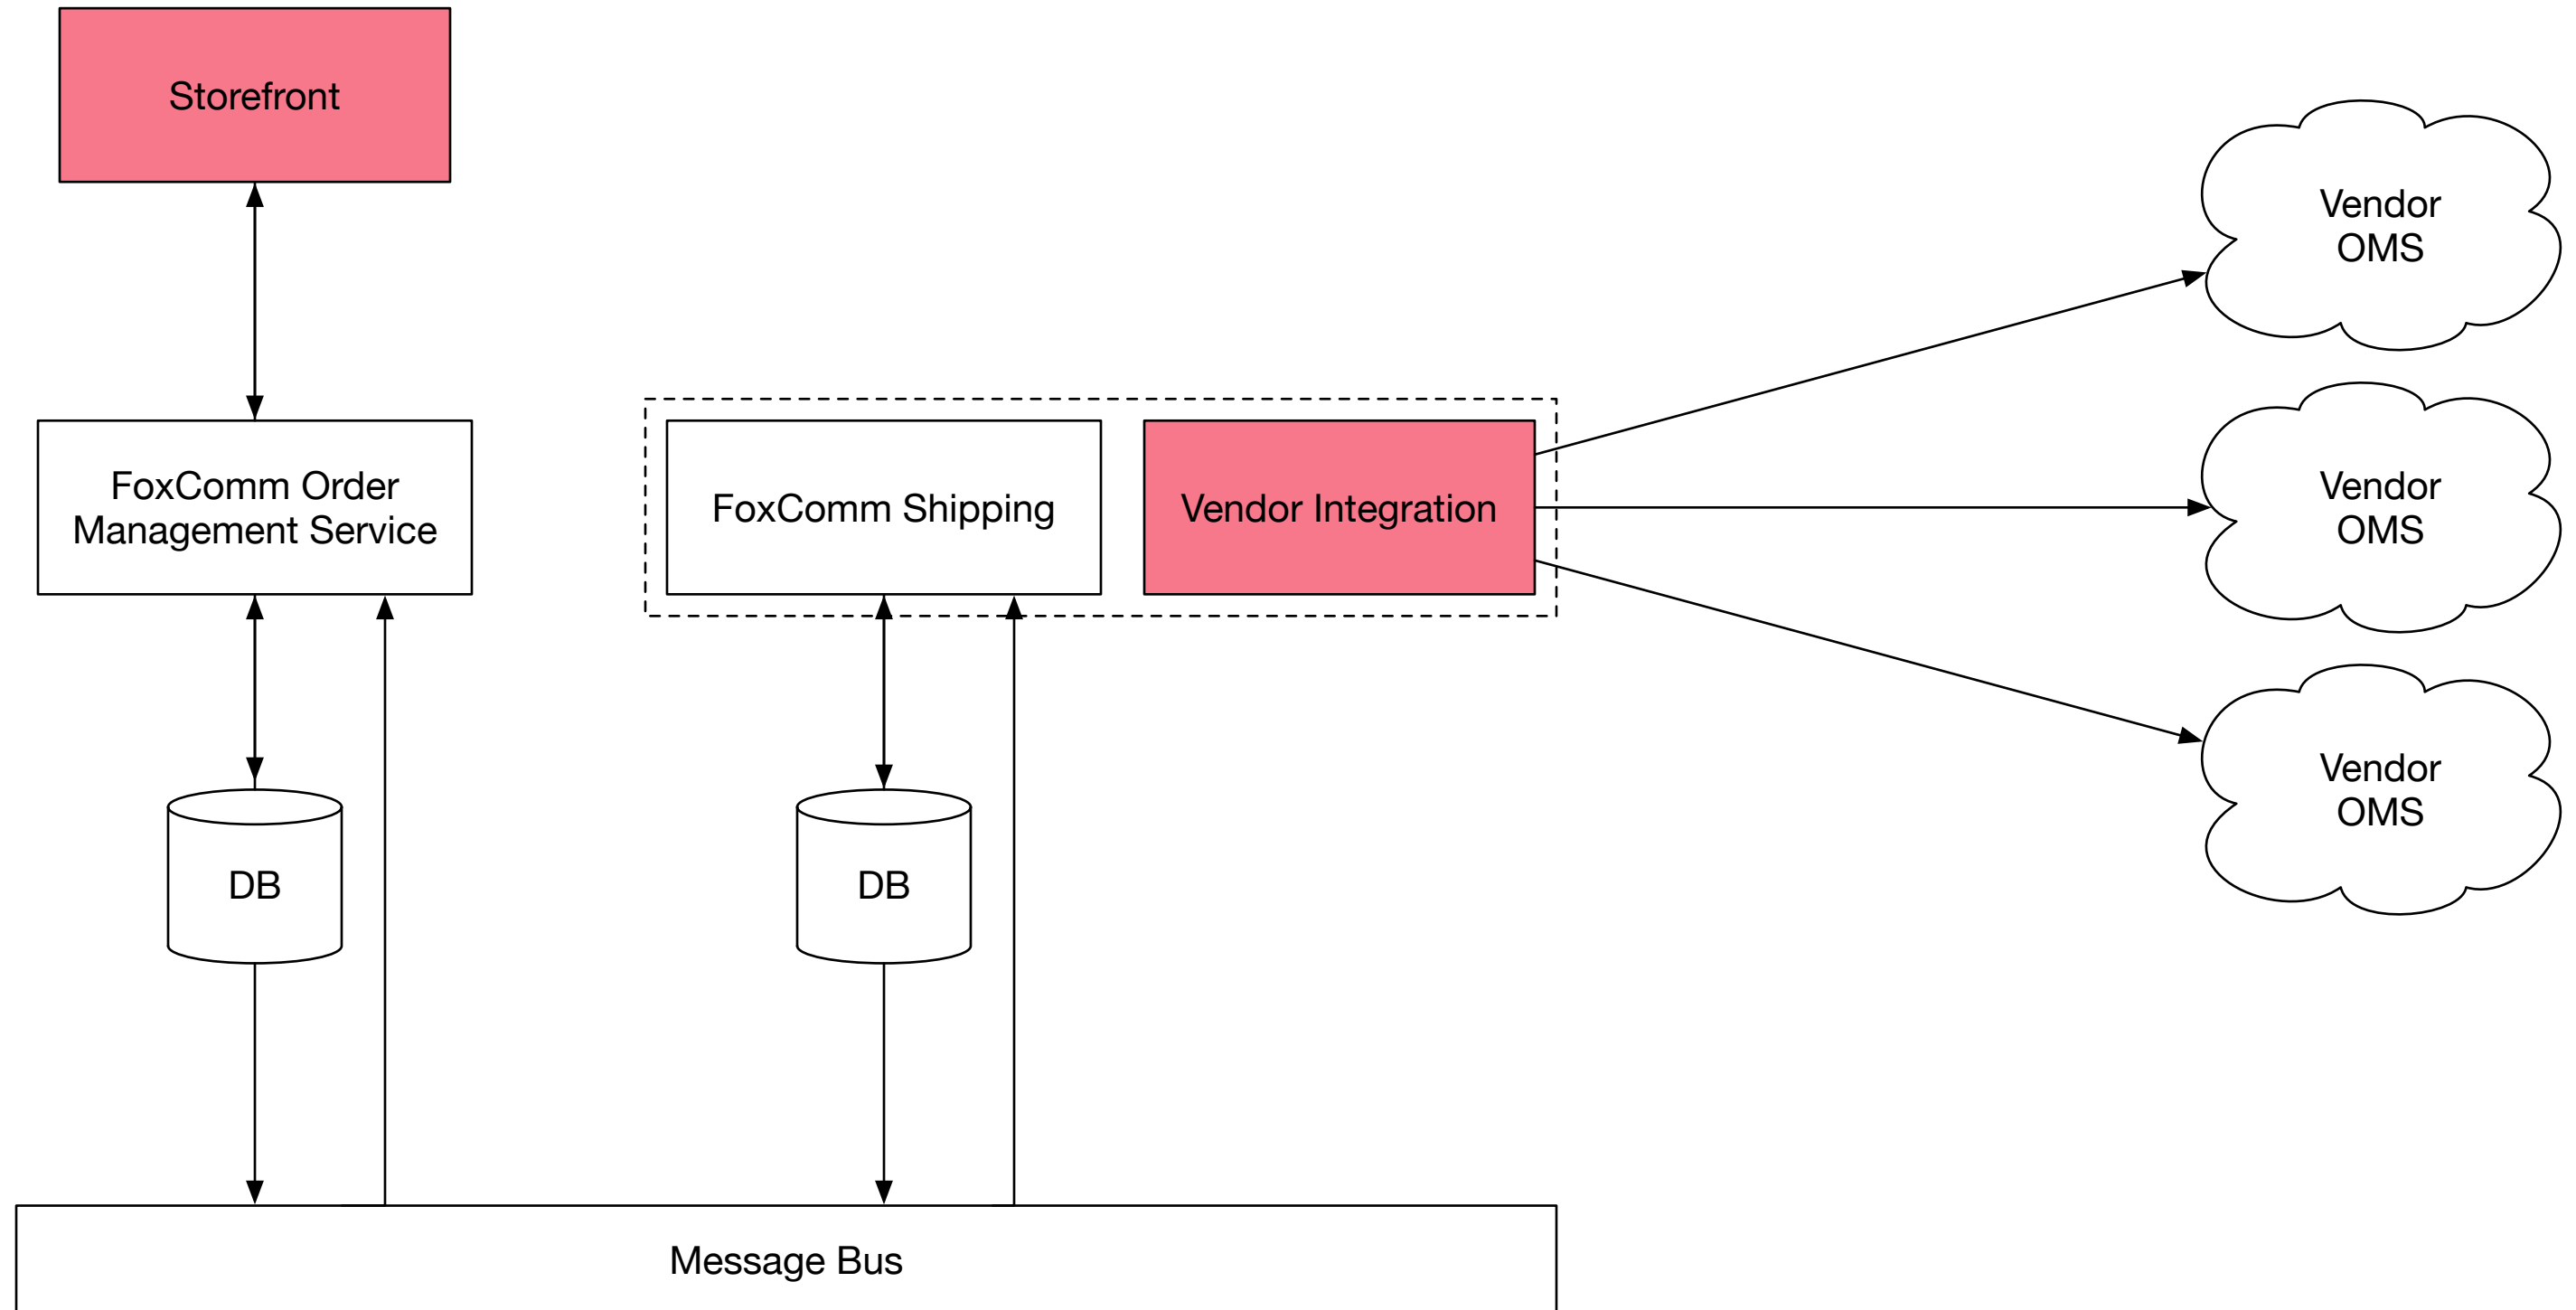 Storefront
Vendor
OMS
FoxComm Order
Management Service
FoxComm Shipping
Vendor Integration
Vendor
OMS
Vendor
OMS
DB
DB
Message Bus